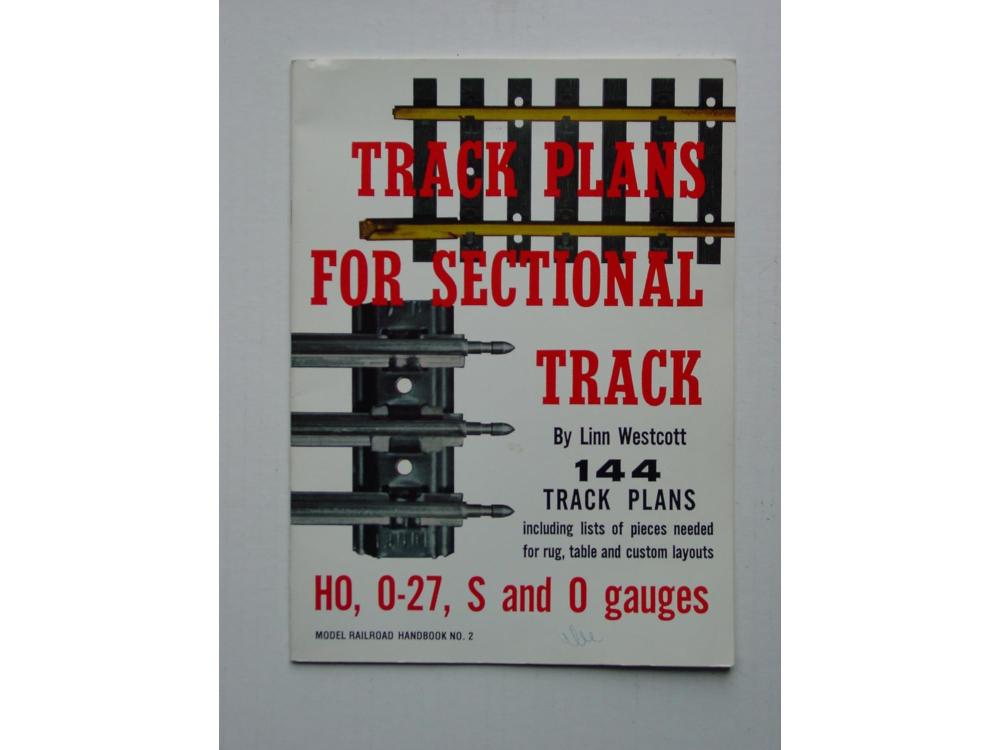 TRACK PLANS
FOR SECTIONAL
TRACK
By Linn Westcott
144
TRACK PLANS
including lists of pieces needed
for rug, table and custom layouts
HO, O-27, S and O gauges
MODEL RAILROAD HANDBOOK NO. 2